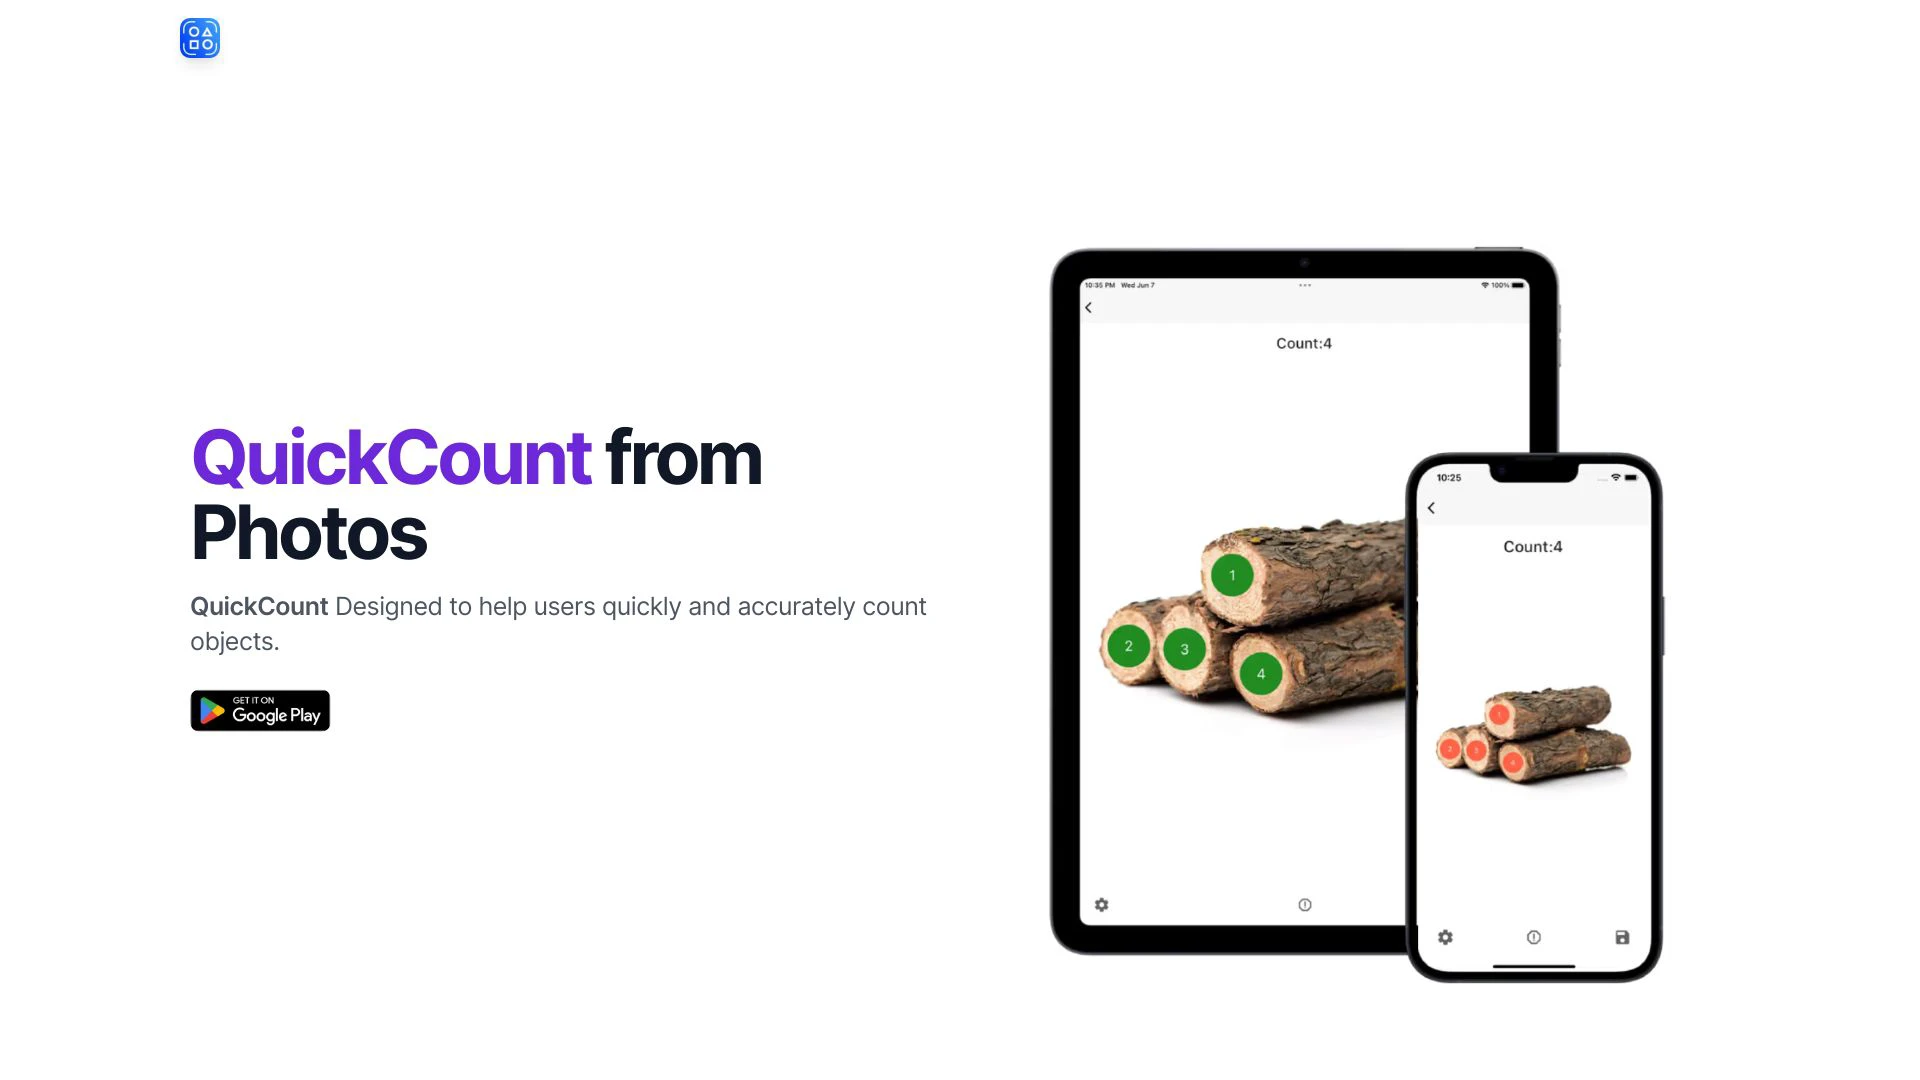 QuickCount from
Photos
QuickCount Designed to help users quickly and accurately count
objects.
GET IT ON
Google Play
10:35 PM Wed Jun 7
100%
Count:4
1
2
3
4
10:25
Count:4
1
2
3
4